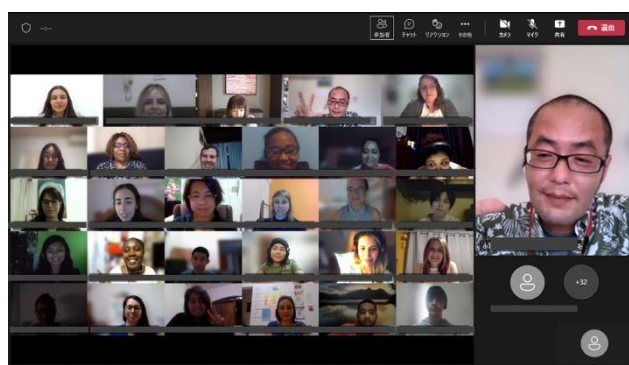 参加者 チャット リアクション その他 カメラ マイク 共有 退出
+32